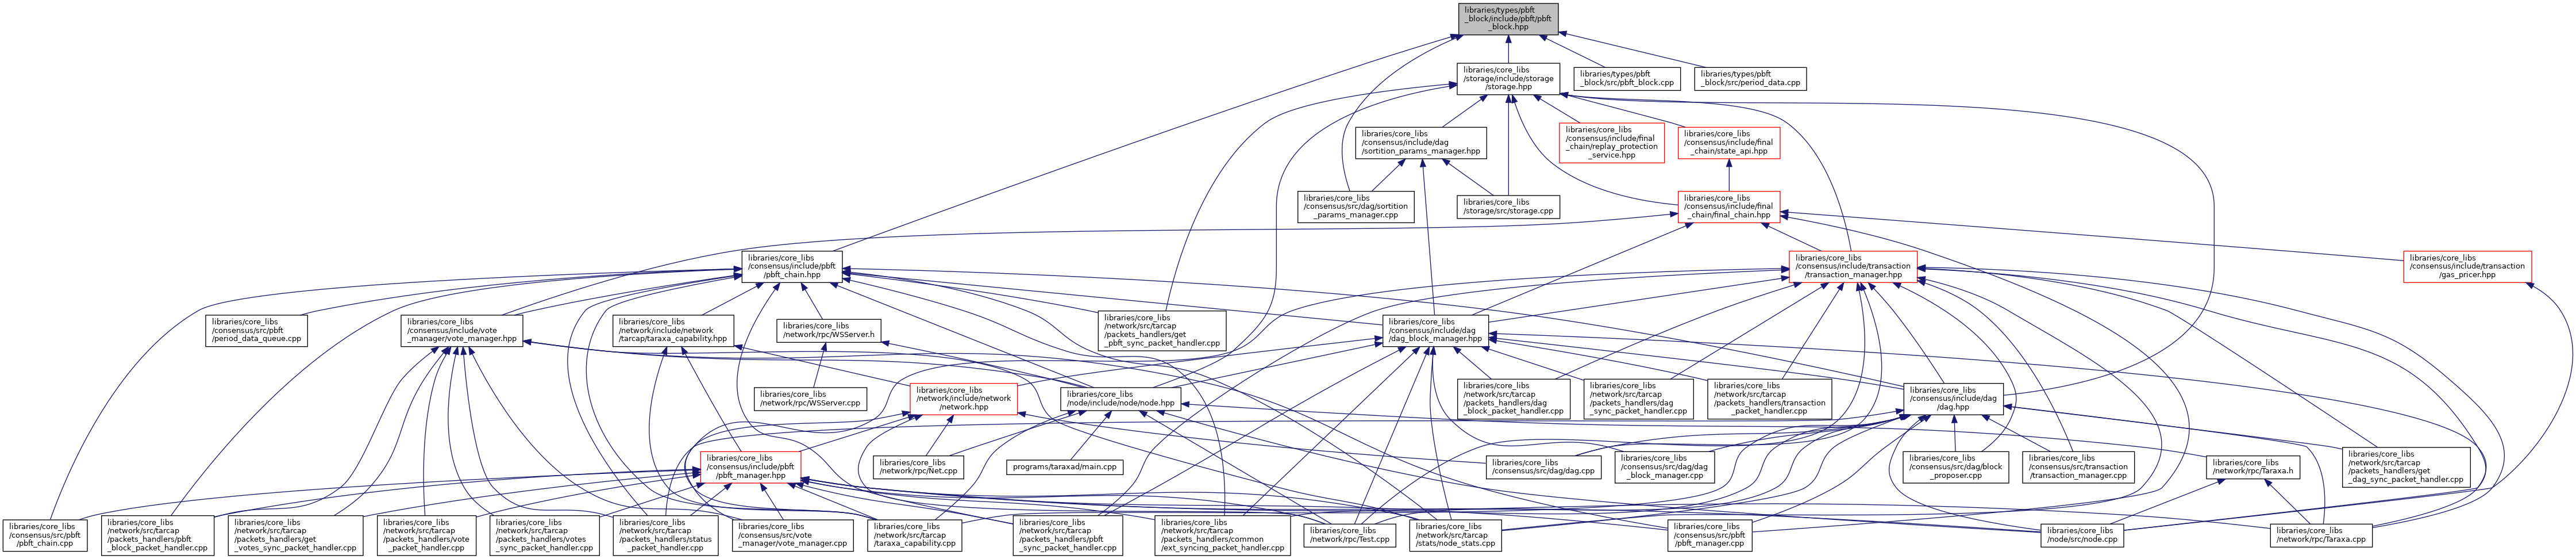 libraries/types/pbft
_block/include/pbft/pbft
_block.hpp
libraries/core_libs
/storage/include/storage
/storage.hpp
libraries/types/pbft
_block/src/pbft_block.cpp
libraries/types/pbft
_block/src/period_data.cpp
libraries/core_libs
/consensus/include/dag
/sortition_params_manager.hpp
libraries/core_libs
/consensus/include/final
_chain/replay_protection
_service.hpp
libraries/core_libs
/consensus/include/final
_chain/state_api.hpp
libraries/core_libs
/consensus/src/dag/sortition
_params_manager.cpp
libraries/core_libs
/storage/src/storage.cpp
libraries/core_libs
/consensus/include/final
_chain/final_chain.hpp
libraries/core_libs
/consensus/include/pbft
/pbft_chain.hpp
libraries/core_libs
/consensus/include/transaction
/transaction_manager.hpp
libraries/core_libs
/consensus/include/transaction
/gas_pricer.hpp
libraries/core_libs
/consensus/src/pbft
/period_data_queue.cpp
libraries/core_libs
/consensus/include/vote
_manager/vote_manager.hpp
libraries/core_libs
/network/include/network
/tarcap/taraxa_capability.hpp
libraries/core_libs
/network/rpc/WSServer.h
libraries/core_libs
/network/src/tarcap
/packets_handlers/get
_pbft_sync_packet_handler.cpp
libraries/core_libs
/consensus/include/dag
/dag_block_manager.hpp
libraries/core_libs
/network/rpc/WSServer.cpp
libraries/core_libs
/network/include/network
/network.hpp
libraries/core_libs
/node/include/node/node.hpp
libraries/core_libs
/network/src/tarcap
/packets_handlers/dag
_block_packet_handler.cpp
libraries/core_libs
/network/src/tarcap
/packets_handlers/dag
_sync_packet_handler.cpp
libraries/core_libs
/network/src/tarcap
/packets_handlers/transaction
_packet_handler.cpp
libraries/core_libs
/consensus/include/dag
/dag.hpp
libraries/core_libs
/consensus/include/pbft
/pbft_manager.hpp
libraries/core_libs
/network/rpc/Net.cpp
programs/taraxad/main.cpp
libraries/core_libs
/consensus/src/dag/dag.cpp
libraries/core_libs
/consensus/src/dag/dag
_block_manager.cpp
libraries/core_libs
/consensus/src/dag/block
_proposer.cpp
libraries/core_libs
/consensus/src/transaction
/transaction_manager.cpp
libraries/core_libs
/network/rpc/Taraxa.h
libraries/core_libs
/network/src/tarcap
/packets_handlers/get
_dag_sync_packet_handler.cpp
libraries/core_libs
/consensus/src/pbft
/pbft_chain.cpp
libraries/core_libs
/network/src/tarcap
/packets_handlers/pbft
_block_packet_handler.cpp
libraries/core_libs
/network/src/tarcap
/packets_handlers/get
_votes_sync_packet_handler.cpp
libraries/core_libs
/network/src/tarcap
/packets_handlers/vote
_packet_handler.cpp
libraries/core_libs
/network/src/tarcap
/packets_handlers/votes
_sync_packet_handler.cpp
libraries/core_libs
/network/src/tarcap
/packets_handlers/status
_packet_handler.cpp
libraries/core_libs
/consensus/src/vote
_manager/vote_manager.cpp
libraries/core_libs
/network/src/tarcap
/taraxa_capability.cpp
libraries/core_libs
/network/src/tarcap
/packets_handlers/pbft
_sync_packet_handler.cpp
libraries/core_libs
/network/src/tarcap
/packets_handlers/common
/ext_syncing_packet_handler.cpp
libraries/core_libs
/network/rpc/Test.cpp
libraries/core_libs
/network/src/tarcap
/stats/node_stats.cpp
libraries/core_libs
/consensus/src/pbft
/pbft_manager.cpp
libraries/core_libs
/node/src/node.cpp
libraries/core_libs
/network/rpc/Taraxa.cpp